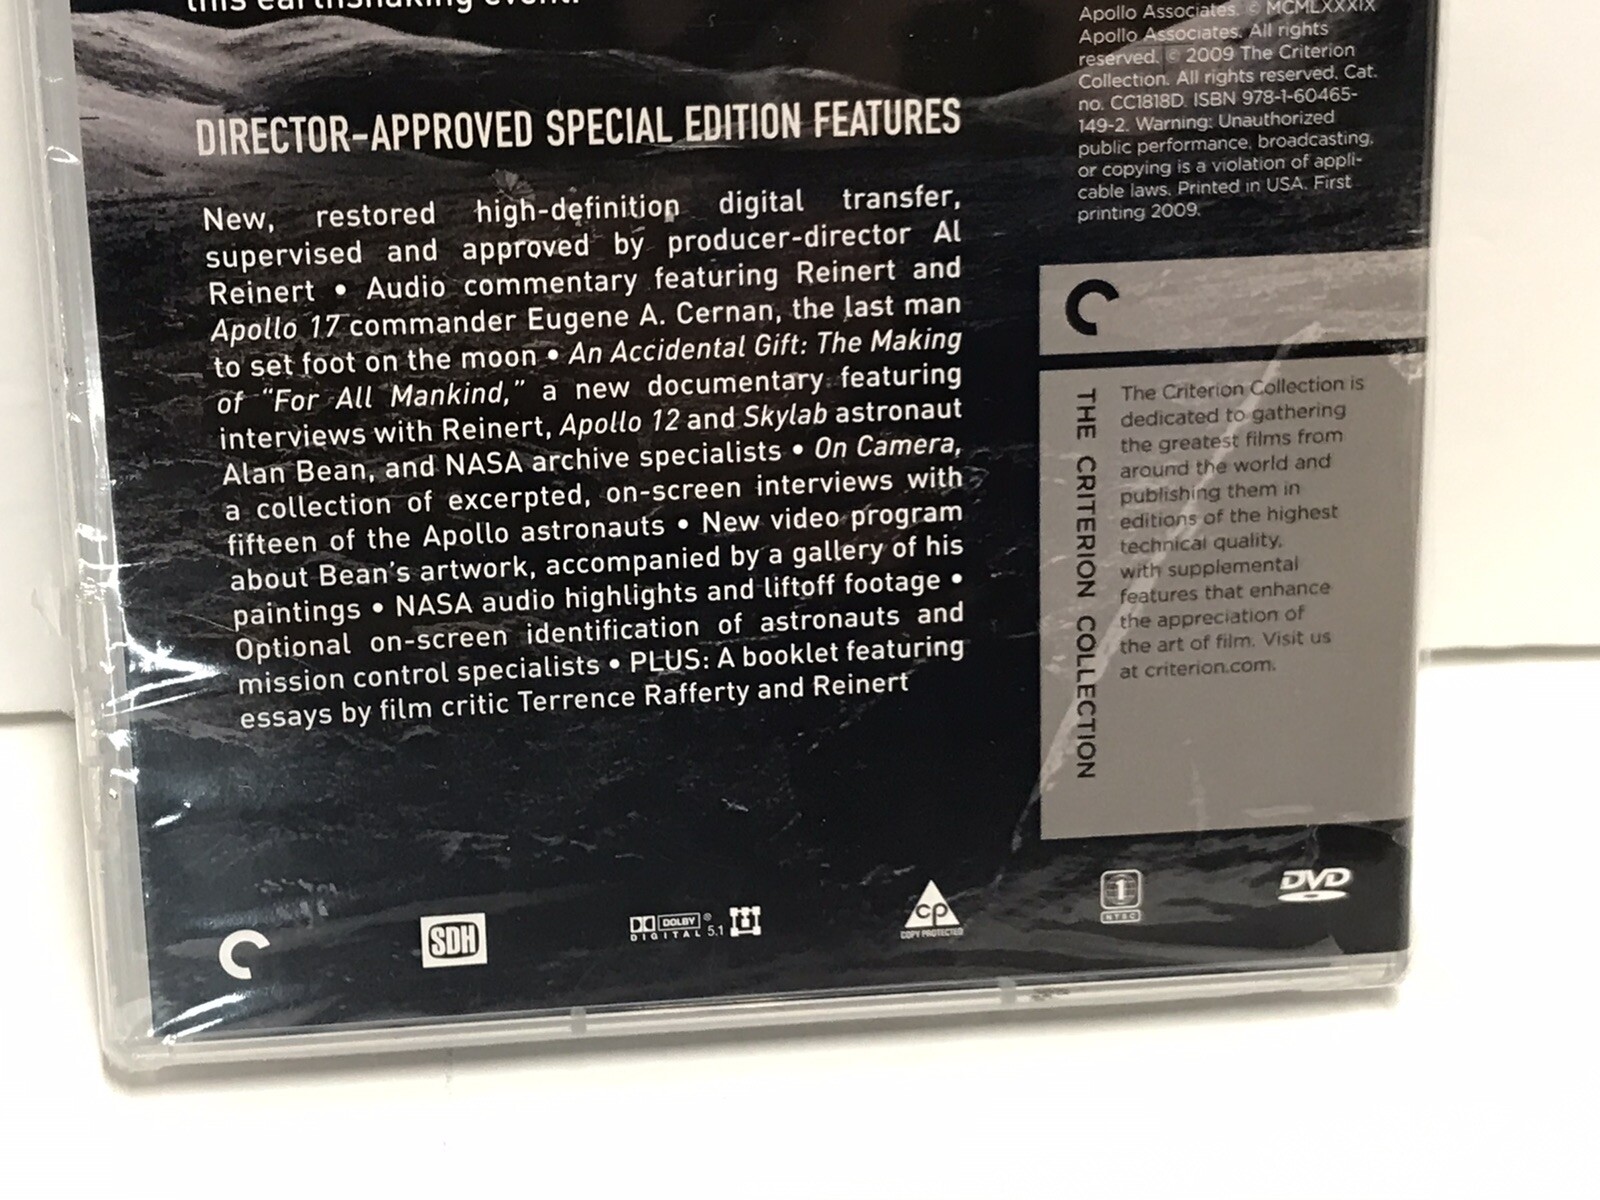 this earthshaking event.
DIRECTOR-APPROVED SPECIAL EDITION FEATURES
New, restored high-definition digital transfer,
supervised and approved by producer-director Al
Reinert • Audio commentary featuring Reinert and
Apollo 17 commander Eugene A. Cernan, the last man
to set foot on the moon • An Accidental Gift: The Making
of “For All Mankind,” a new documentary featuring
interviews with Reinert, Apollo 12 and Skylab astronaut
Alan Bean, and NASA archive specialists • On Camera,
a collection of excerpted, on-screen interviews with
fifteen of the Apollo astronauts • New video program
about Bean’s artwork, accompanied by a gallery of his
paintings • NASA audio highlights and liftoff footage •
Optional on-screen identification of astronauts and
mission control specialists • PLUS: A booklet featuring
essays by film critic Terrence Rafferty and Reinert
Apollo Associates. © MCMLXXXIX
Apollo Associates. All rights
reserved. © 2009 The Criterion
Collection. All rights reserved. Cat.
no. CC1818D. ISBN 978-1-60465-
149-2. Warning: Unauthorized
public performance, broadcasting,
or copying is a violation of appli-
cable laws. Printed in USA. First
printing 2009.
THE CRITERION COLLECTION
The Criterion Collection is
dedicated to gathering
the greatest films from
around the world and
publishing them in
editions of the highest
technical quality,
with supplemental
features that enhance
the appreciation of
the art of film. Visit us
at criterion.com.
SDH
DOLBY®
DIGITAL 5.1
cp
COPY PROTECTED
1
NTSC
DVD